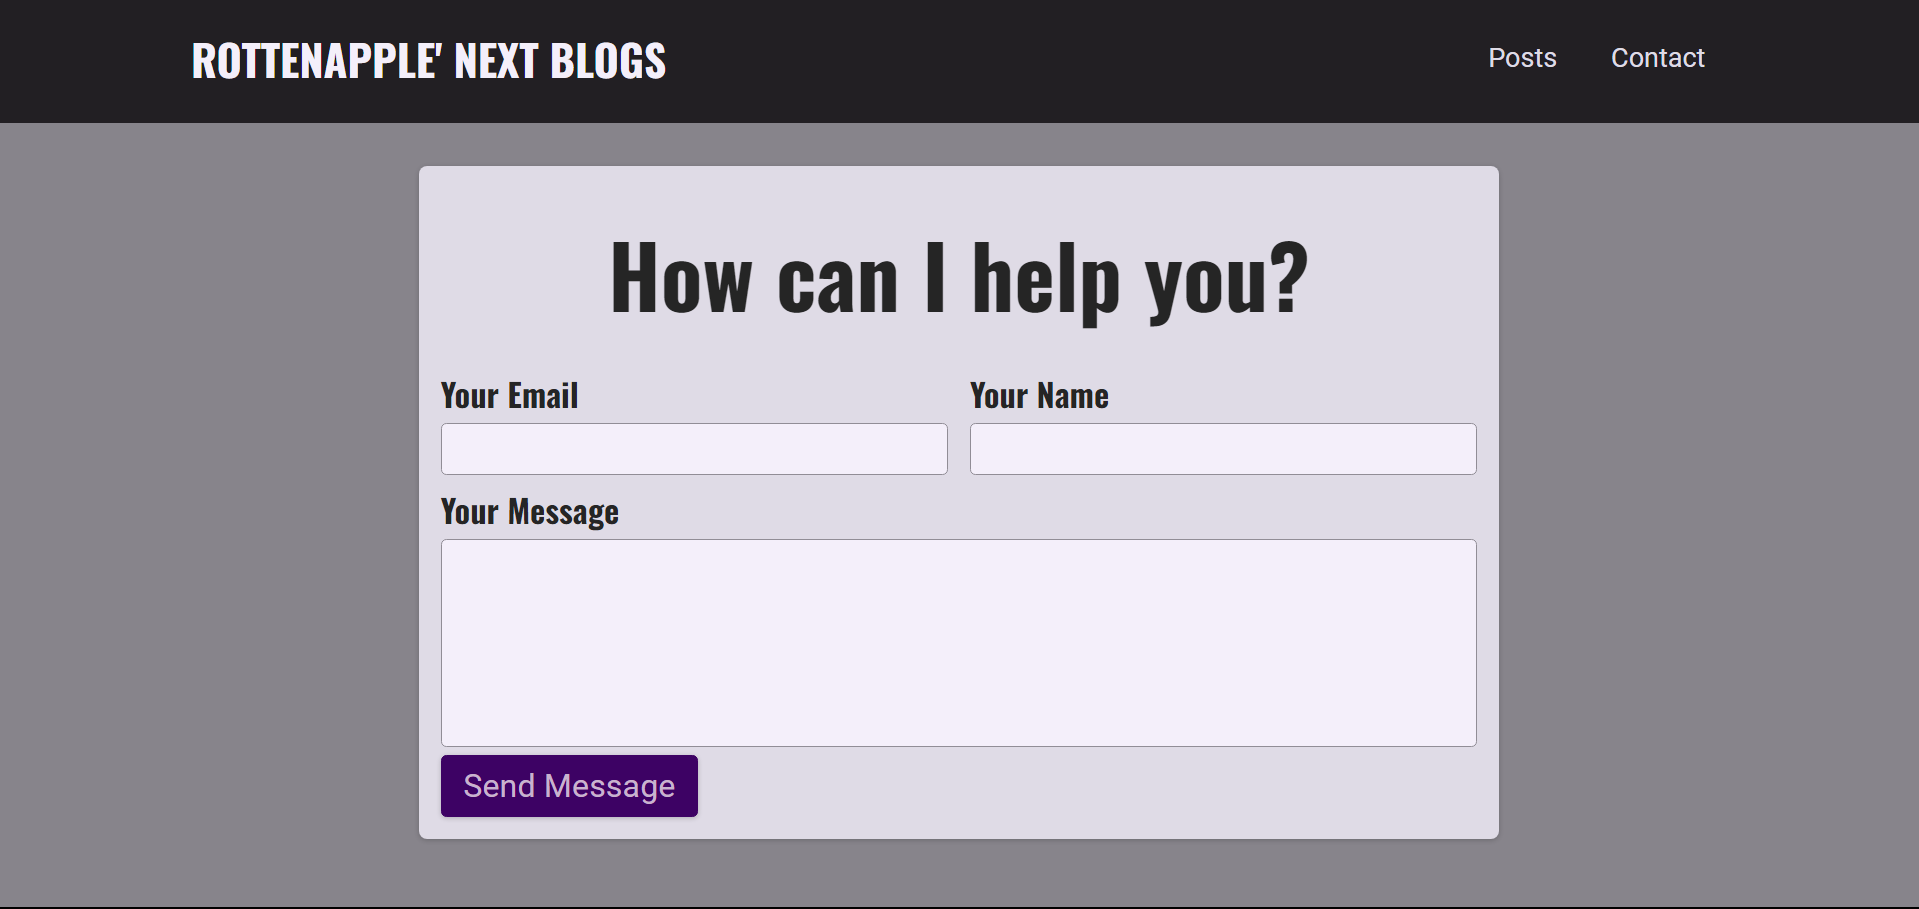 ROTTENAPPLE' NEXT BLOGS
Posts Contact
How can I help you?
Your Email Your Name
Your Message
Send Message